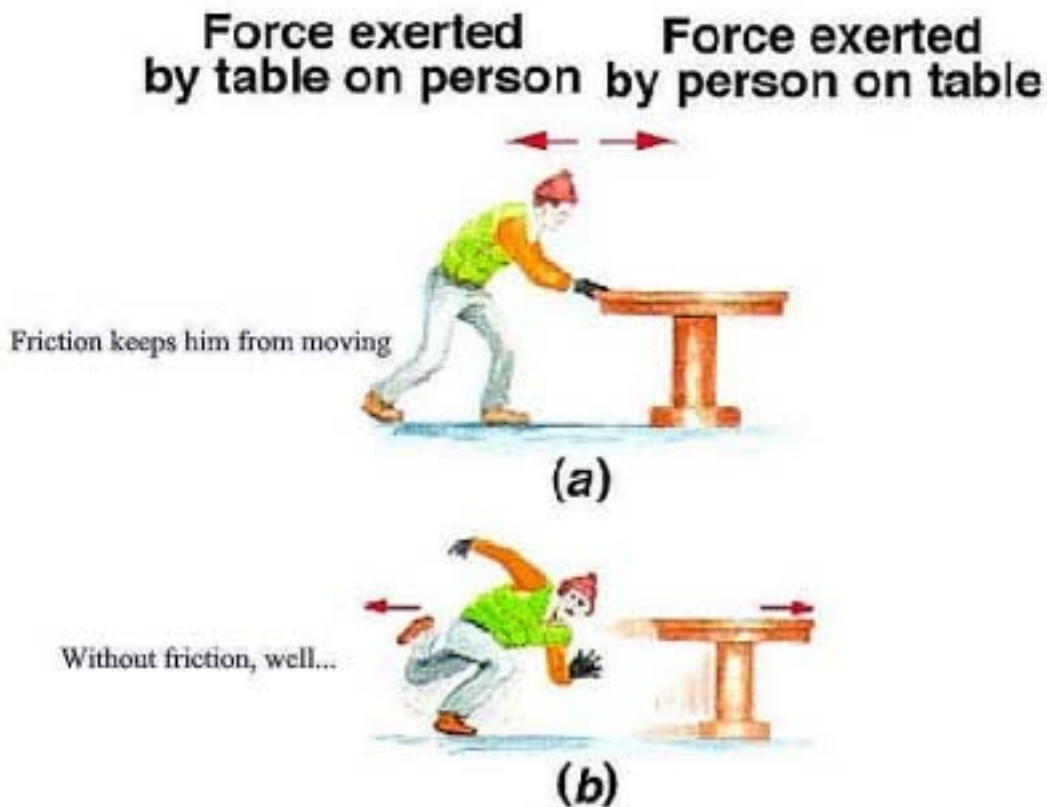 Force exerted
by table on person
Force exerted
by person on table
Friction keeps him from moving
(a)
Without friction, well...
(b)